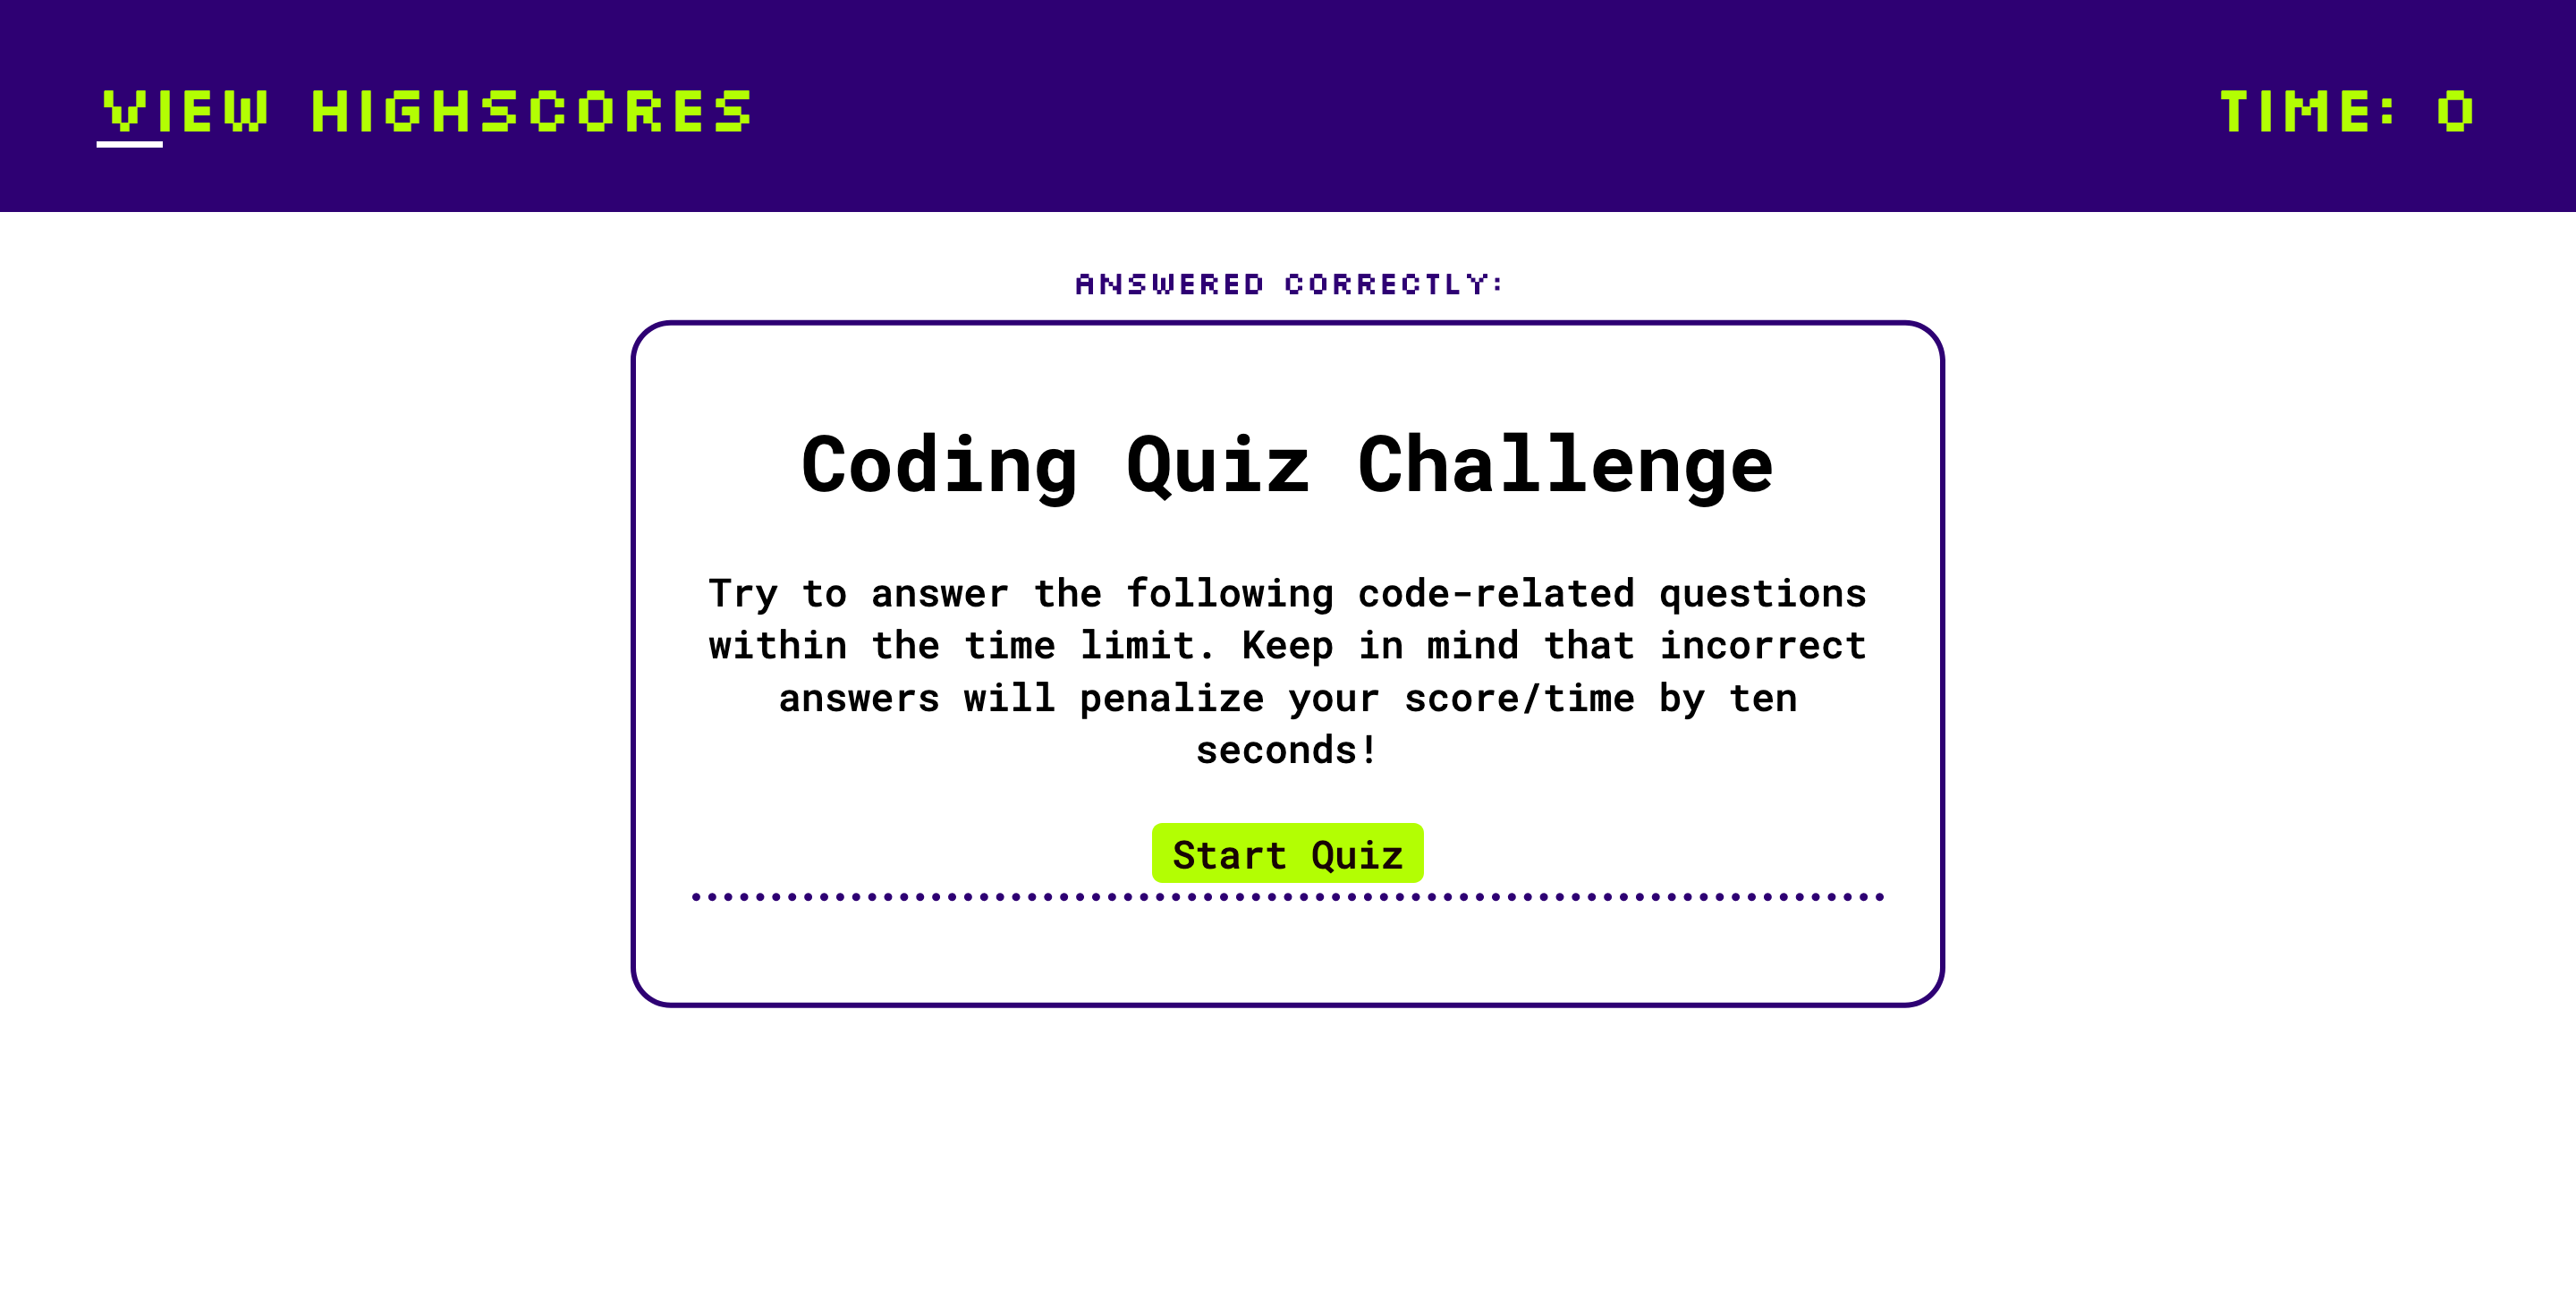 VIEW HIGHSCORES
TIME: 0
ANSWERED CORRECTLY:
Coding Quiz Challenge
Try to answer the following code-related questions
within the time limit. Keep in mind that incorrect
answers will penalize your score/time by ten
seconds!
Start Quiz